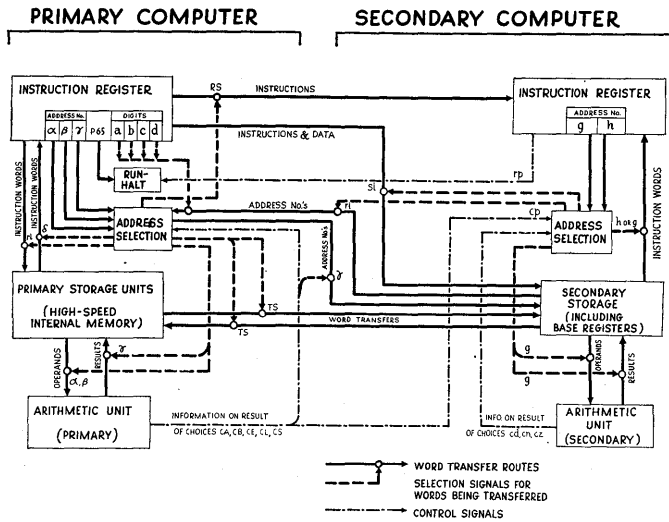 PRIMARY COMPUTER
SECONDARY COMPUTER
INSTRUCTION REGISTER
ADDRESS No.
DIGITS
α β γ P65 a b c d
RS
INSTRUCTIONS
INSTRUCTIONS & DATA
INSTRUCTION REGISTER
ADDRESS No.
g h
RUN-
HALT
rp
si
INSTRUCTION WORDS
INSTRUCTION WORDS
ri
δ
ADDRESS
SELECTION
ADDRESS No.'s
ri
cp
ADDRESS No.'s
γ
ADDRESS
SELECTION
h or g
INSTRUCTION WORDS
PRIMARY STORAGE UNITS
(HIGH-SPEED
INTERNAL MEMORY)
TS
TS
WORD TRANSFERS
SECONDARY
STORAGE
(INCLUDING
BASE REGISTERS)
OPERANDS
RESULTS
γ
α,β
g
g
OPERANDS
RESULTS
ARITHMETIC UNIT
(PRIMARY)
INFORMATION ON RESULT
OF CHOICES CA, CB, CE, CL, CS
INFO. ON RESULT
OF CHOICES cd, cn, cz
ARITHMETIC
UNIT
(SECONDARY)
WORD TRANSFER ROUTES
SELECTION SIGNALS FOR
WORDS BEING TRANSFERRED
CONTROL SIGNALS